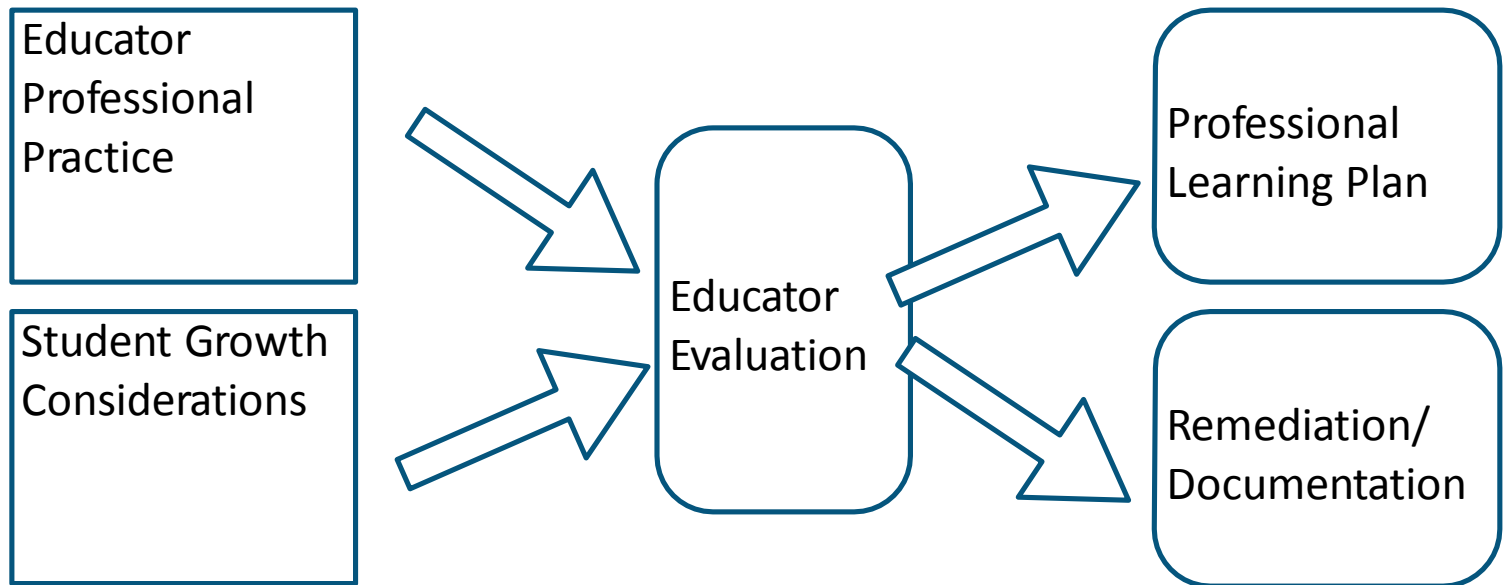 Educator
Professional
Practice
Student Growth
Considerations
Educator
Evaluation
Professional
Learning Plan
Remediation/
Documentation